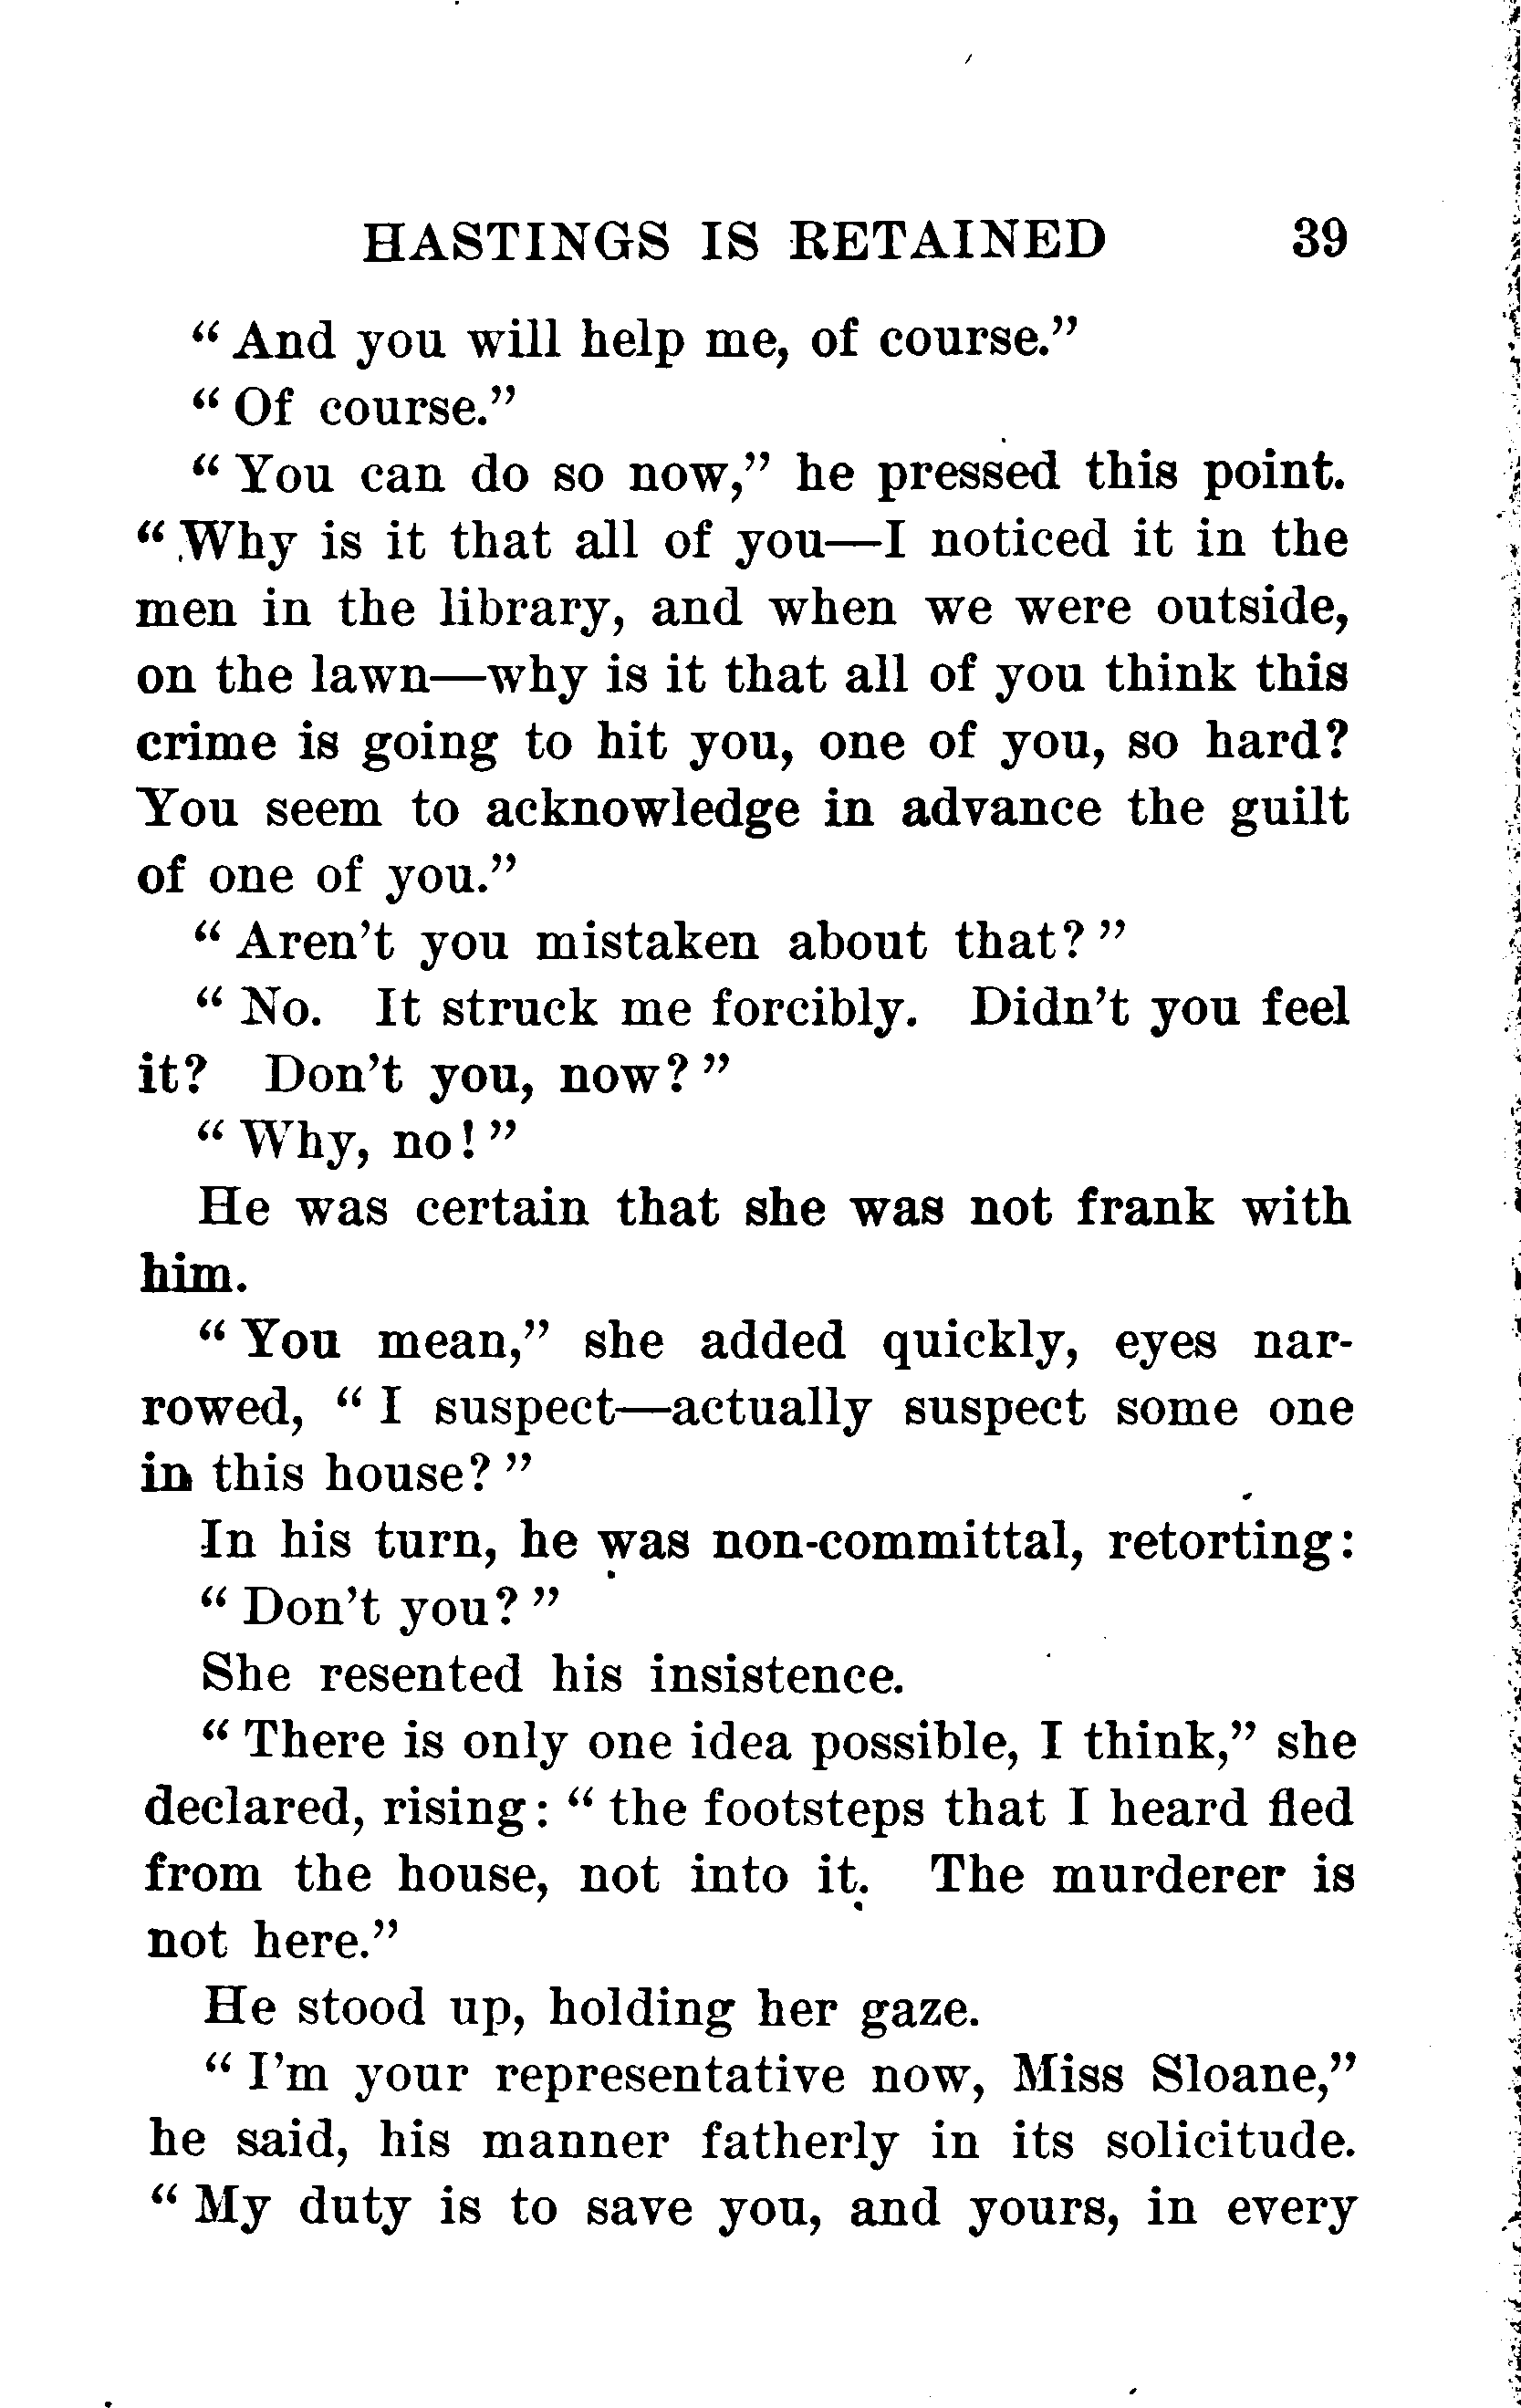 HASTINGS IS RETAINED 39
“ And you will help me, of course.”
“ Of course.”
“ You can do so now,” he pressed this point.
“ Why is it that all of you—I noticed it in the
men in the library, and when we were outside,
on the lawn—why is it that all of you think this
crime is going to hit you, one of you, so hard?
You seem to acknowledge in advance the guilt
of one of you.”
“ Aren’t you mistaken about that? ”
“ No. It struck me forcibly. Didn’t you feel
it? Don’t you, now? ”
“ Why, no! ”
He was certain that she was not frank with
him.
“ You mean,” she added quickly, eyes nar-
rowed, “ I suspect—actually suspect some one
in this house? ”
In his turn, he was non-committal, retorting:
“ Don’t you? ”
She resented his insistence.
“ There is only one idea possible, I think,” she
declared, rising: “ the footsteps that I heard fled
from the house, not into it. The murderer is
not here.”
He stood up, holding her gaze.
“ I’m your representative now, Miss Sloane,”
he said, his manner fatherly in its solicitude.
“ My duty is to save you, and yours, in every